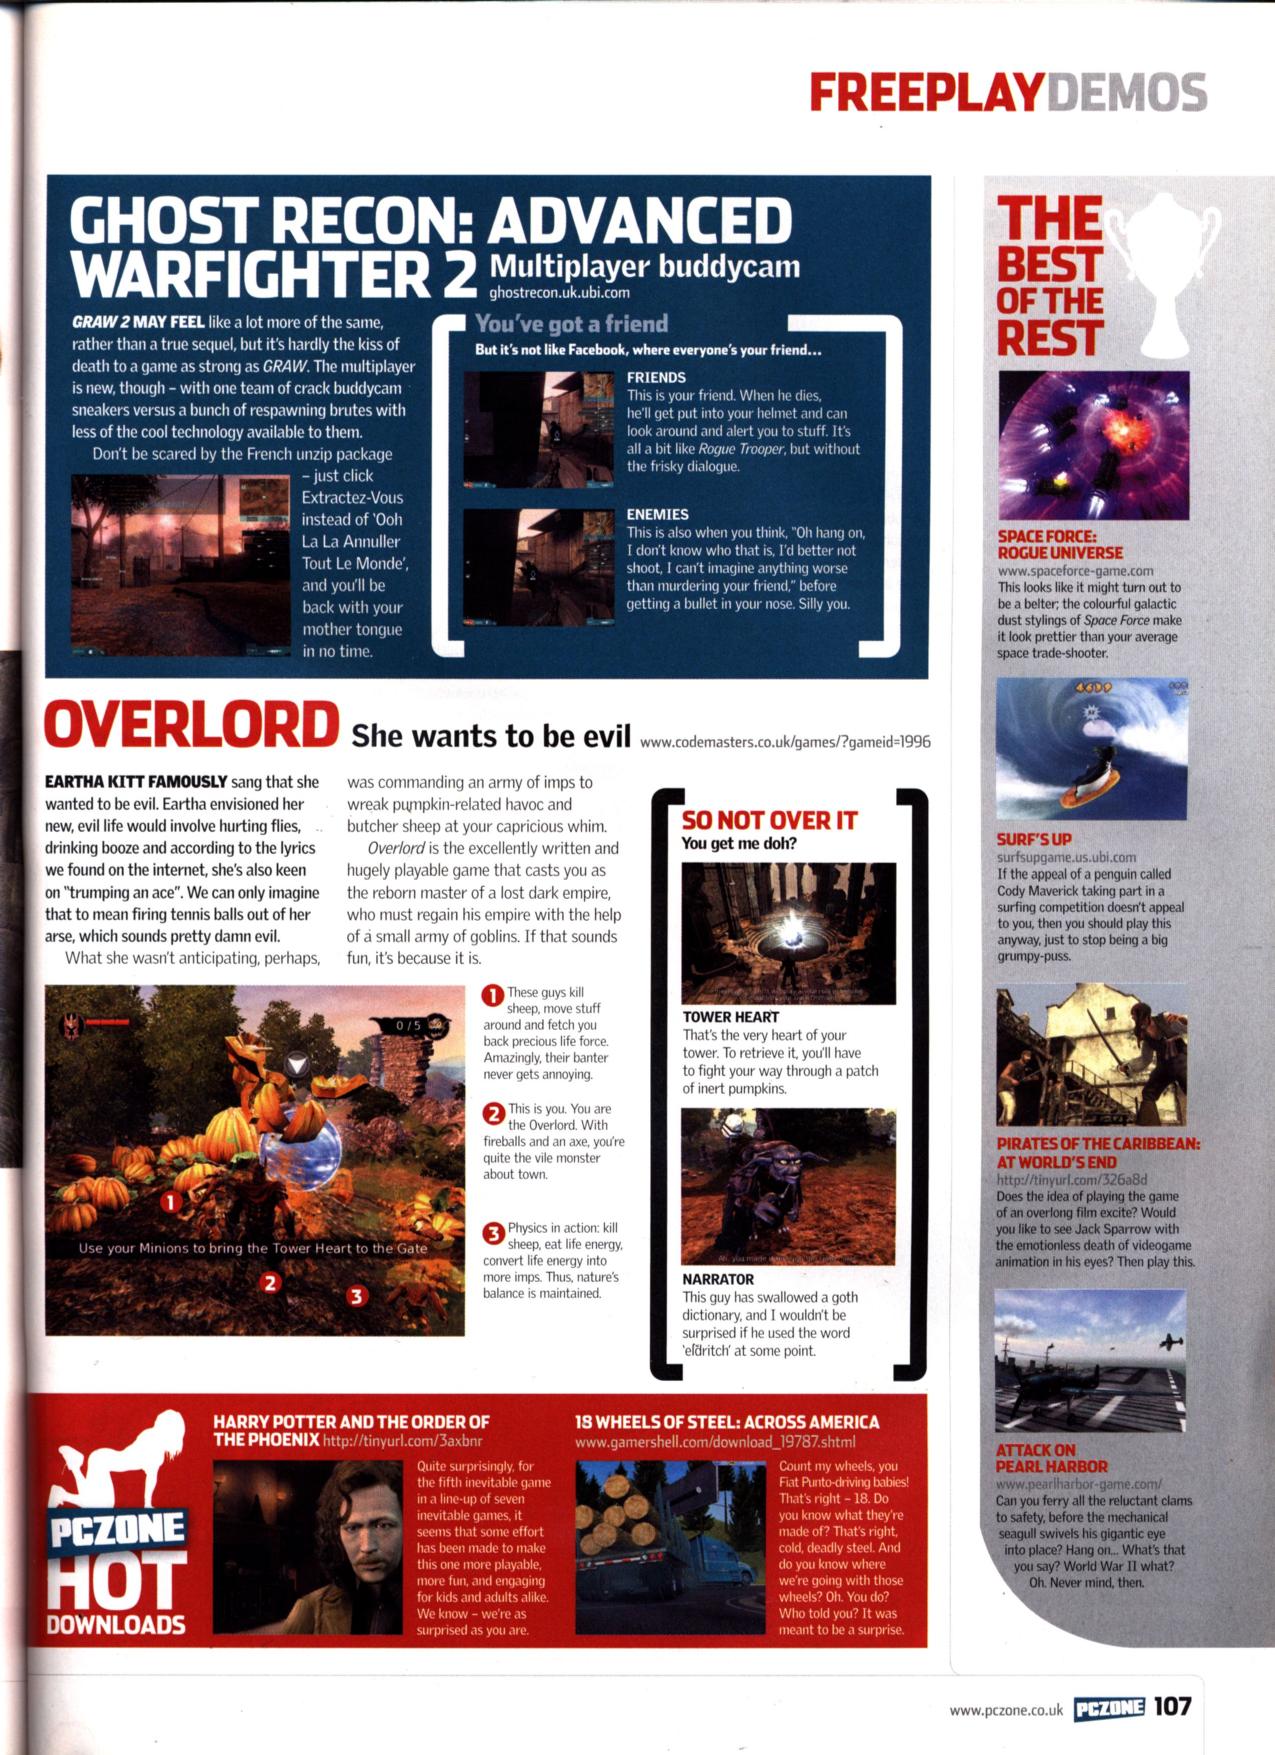 FREEPLAYDEMOS
GHOST RECON: ADVANCED
WARFIGHTER 2 Multiplayer buddycam
ghostrecon.uk.ubi.com
GRAW 2 MAY FEEL like a lot more of the same,
rather than a true sequel, but it's hardly the kiss of
death to a game as strong as GRAW. The multiplayer
is new, though – with one team of crack buddycam
sneakers versus a bunch of respawning brutes with
less of the cool technology available to them.
Don't be scared by the French unzip package
– just click
Extractez-Vous
instead of 'Ooh
La La Annuller
Tout Le Monde',
and you'll be
back with your
mother tongue
in no time.
You've got a friend
But it's not like Facebook, where everyone's your friend...
FRIENDS
This is your friend. When he dies,
he'll get put into your helmet and can
look around and alert you to stuff. It's
all a bit like Rogue Trooper, but without
the frisky dialogue.
ENEMIES
This is also when you think, "Oh hang on,
I don't know who that is, I'd better not
shoot, I can't imagine anything worse
than murdering your friend," before
getting a bullet in your nose. Silly you.
OVERLORD She wants to be evil www.codemasters.co.uk/games/?gameid=1996
EARTHA KITT FAMOUSLY sang that she
wanted to be evil. Eartha envisioned her
new, evil life would involve hurting flies,
drinking booze and according to the lyrics
we found on the internet, she's also keen
on "trumping an ace". We can only imagine
that to mean firing tennis balls out of her
arse, which sounds pretty damn evil.
What she wasn't anticipating, perhaps,
was commanding an army of imps to
wreak pumpkin-related havoc and
butcher sheep at your capricious whim.
Overlord is the excellently written and
hugely playable game that casts you as
the reborn master of a lost dark empire,
who must regain his empire with the help
of a small army of goblins. If that sounds
fun, it's because it is.
0/5
1
Use your Minions to bring the Tower Heart to the Gate
2
3
1 These guys kill
sheep, move stuff
around and fetch you
back precious life force.
Amazingly, their banter
never gets annoying.
2 This is you. You are
the Overlord. With
fireballs and an axe, you're
quite the vile monster
about town.
3 Physics in action: kill
sheep, eat life energy,
convert life energy into
more imps. Thus, nature's
balance is maintained.
SO NOT OVER IT
You get me doh?
TOWER HEART
That's the very heart of your
tower. To retrieve it, you'll have
to fight your way through a patch
of inert pumpkins.
NARRATOR
This guy has swallowed a goth
dictionary, and I wouldn't be
surprised if he used the word
'eldritch' at some point.
PCZONE
HOT
DOWNLOADS
HARRY POTTER AND THE ORDER OF
THE PHOENIX http://tinyurl.com/3axbnr
Quite surprisingly, for
the fifth inevitable game
in a line-up of seven
inevitable games, it
seems that some effort
has been made to make
this one more playable,
more fun, and engaging
for kids and adults alike.
We know – we're as
surprised as you are.
18 WHEELS OF STEEL: ACROSS AMERICA
www.gamershell.com/download_19787.shtml
Count my wheels, you
Fiat Punto-driving babies!
That's right – 18. Do
you know what they're
made of? That's right,
cold, deadly steel. And
do you know where
we're going with those
wheels? Oh. You do?
Who told you? It was
meant to be a surprise.
THE
BEST
OF THE
REST
SPACE FORCE:
ROGUE UNIVERSE
www.spaceforce-game.com
This looks like it might turn out to
be a belter; the colourful galactic
dust stylings of Space Force make
it look prettier than your average
space trade-shooter.
SURF'S UP
surfsupgame.us.ubi.com
If the appeal of a penguin called
Cody Maverick taking part in a
surfing competition doesn't appeal
to you, then you should play this
anyway, just to stop being a big
grumpy-puss.
PIRATES OF THE CARIBBEAN:
AT WORLD'S END
http://tinyurl.com/326a8d
Does the idea of playing the game
of an overlong film excite? Would
you like to see Jack Sparrow with
the emotionless death of videogame
animation in his eyes? Then play this.
ATTACK ON
PEARL HARBOR
www.pearlharbor-game.com/
Can you ferry all the reluctant clams
to safety, before the mechanical
seagull swivels his gigantic eye
into place? Hang on... What's that
you say? World War II what?
Oh. Never mind, then.
www.pczone.co.uk PCZONE 107